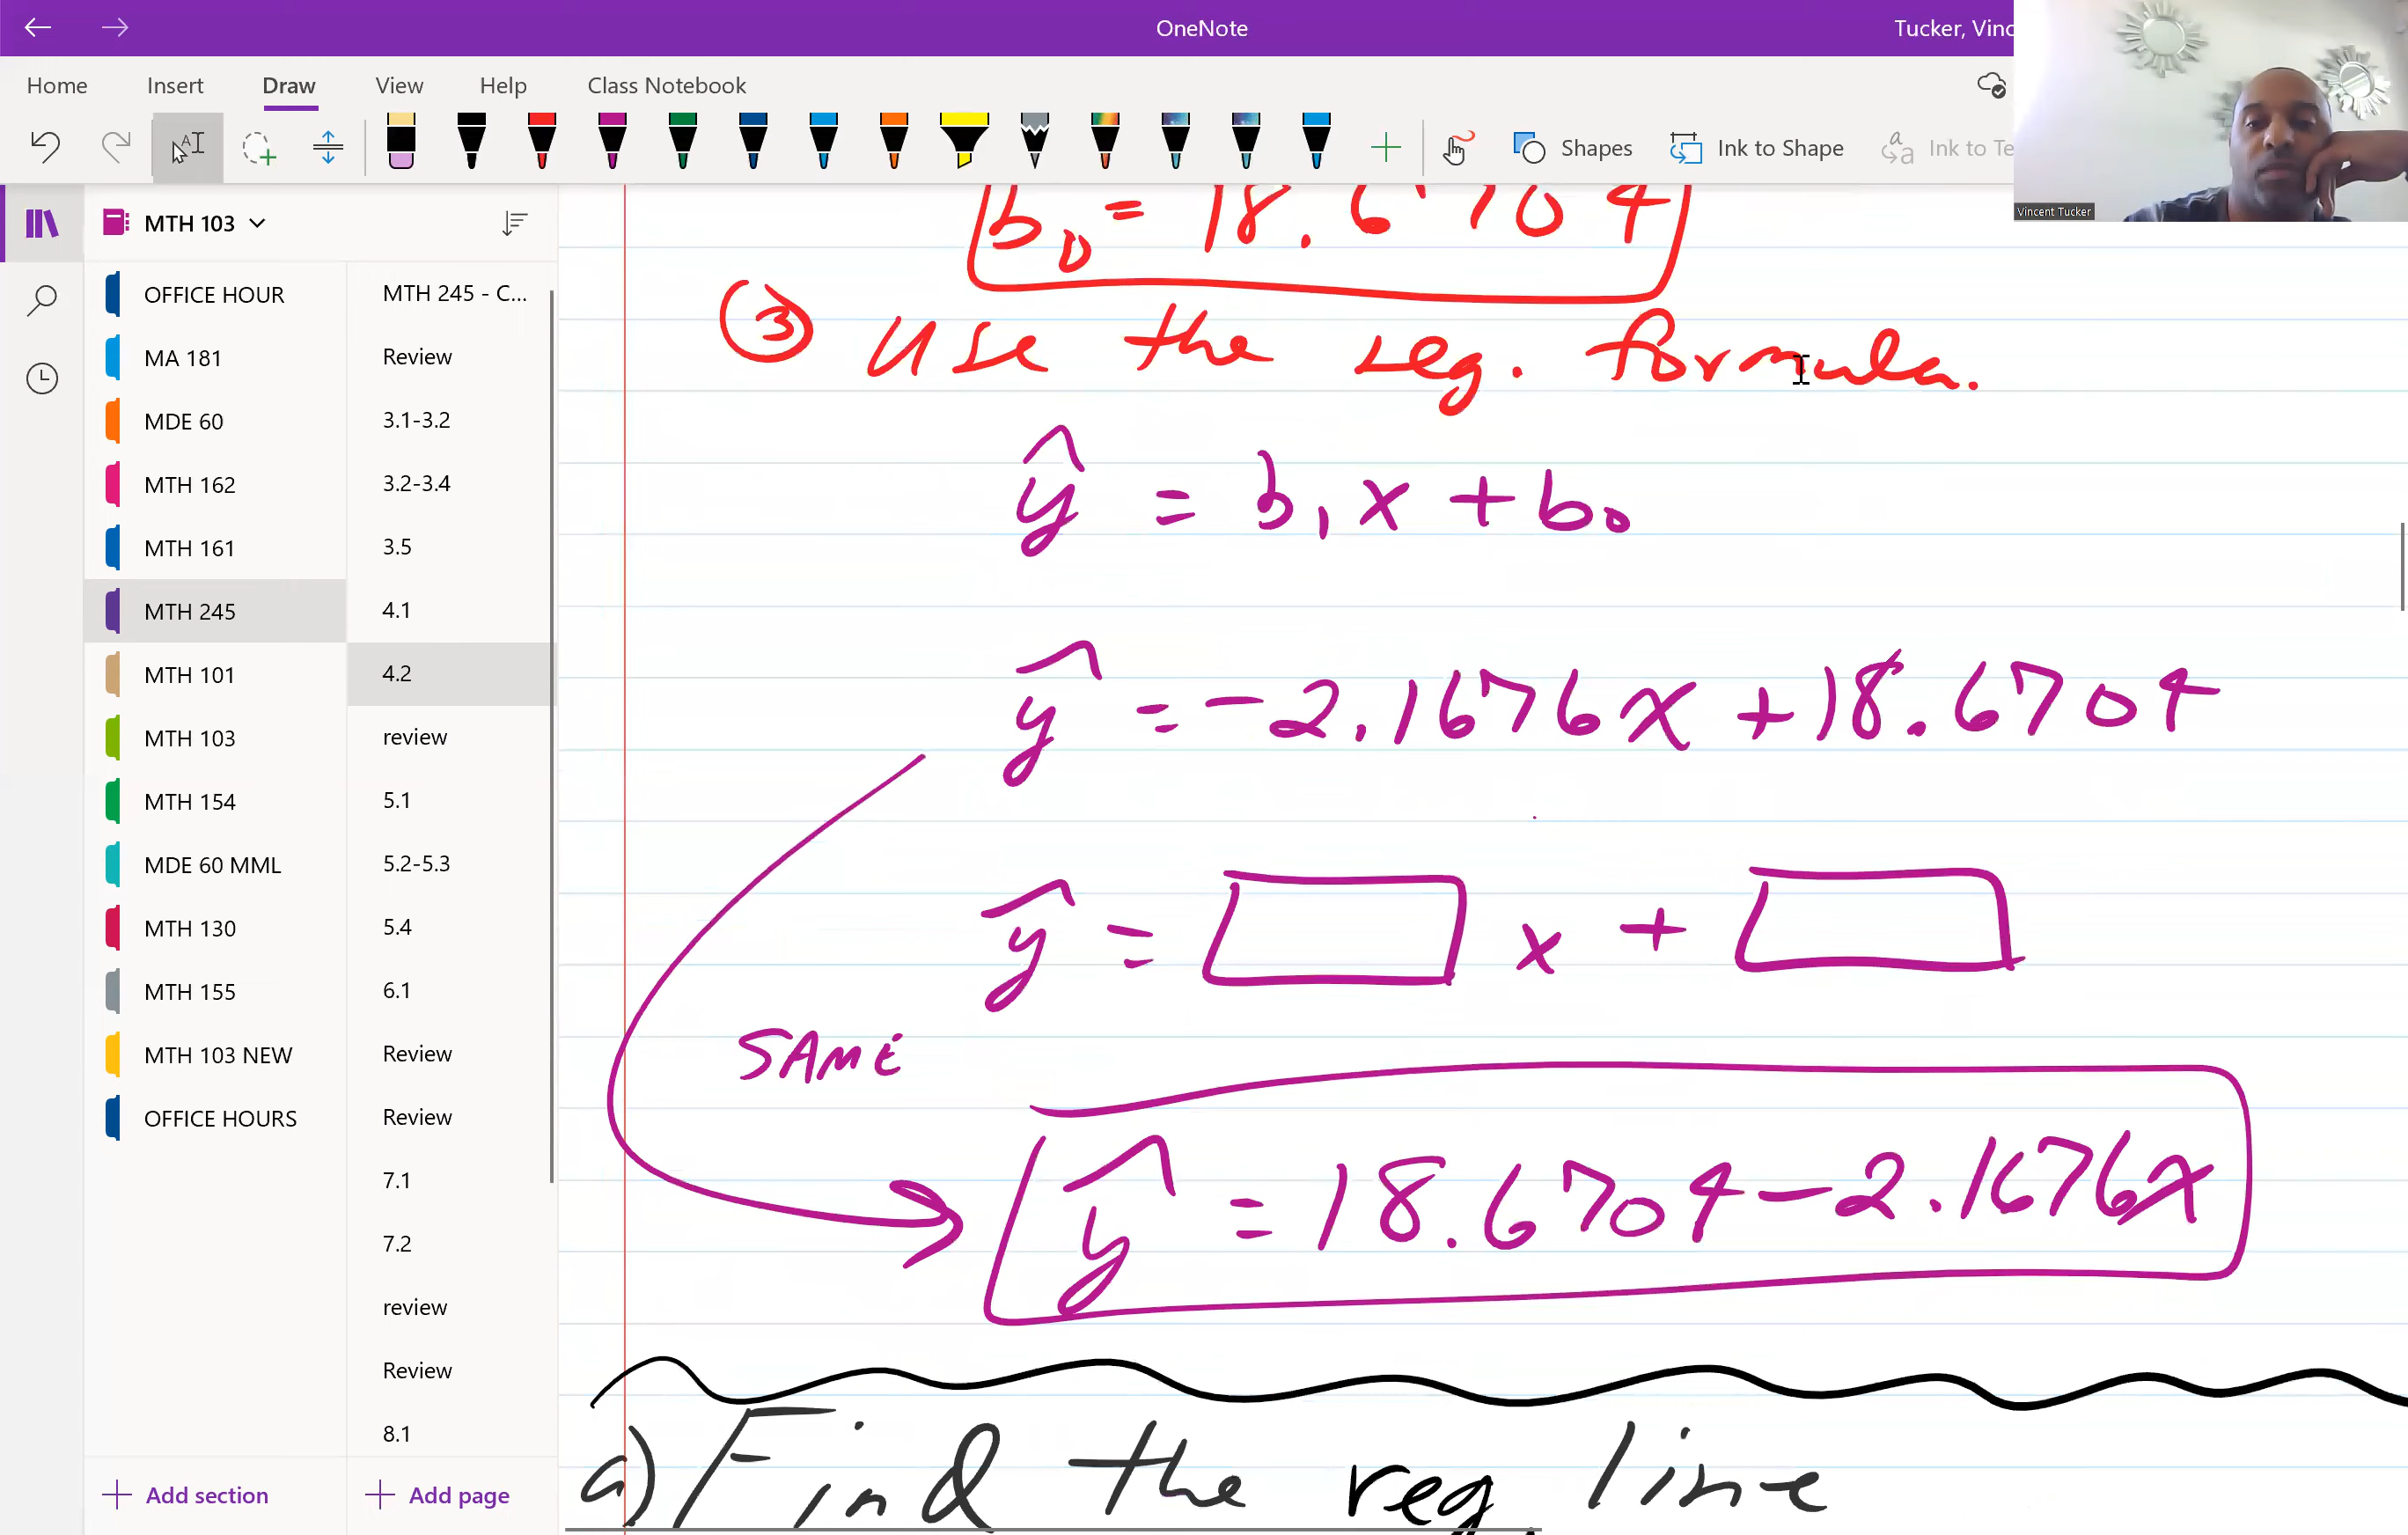 OneNote
Tucker, Vinc
Home Insert Draw View Help Class Notebook
Shapes Ink to Shape Ink to Te
Vincent Tucker
MTH 103
OFFICE HOUR
MA 181
MDE 60
MTH 162
MTH 161
MTH 245
MTH 101
MTH 103
MTH 154
MDE 60 MML
MTH 130
MTH 155
MTH 103 NEW
OFFICE HOURS
Add section
MTH 245 - C...
Review
3.1-3.2
3.2-3.4
3.5
4.1
4.2
review
5.1
5.2-5.3
5.4
6.1
Review
Review
7.1
7.2
review
Review
8.1
Add page
b₀ = 18.6704
③ Use the reg. formula.
ŷ = b₁x + b₀
ŷ = -2.1676x + 18.6704
ŷ = x +
SAME
ŷ = 18.6704 - 2.1676x
a) Find the reg. line